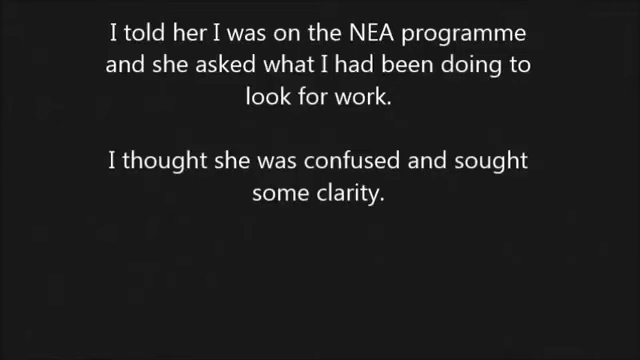 I told her I was on the NEA programme
and she asked what I had been doing to
look for work.
I thought she was confused and sought
some clarity.